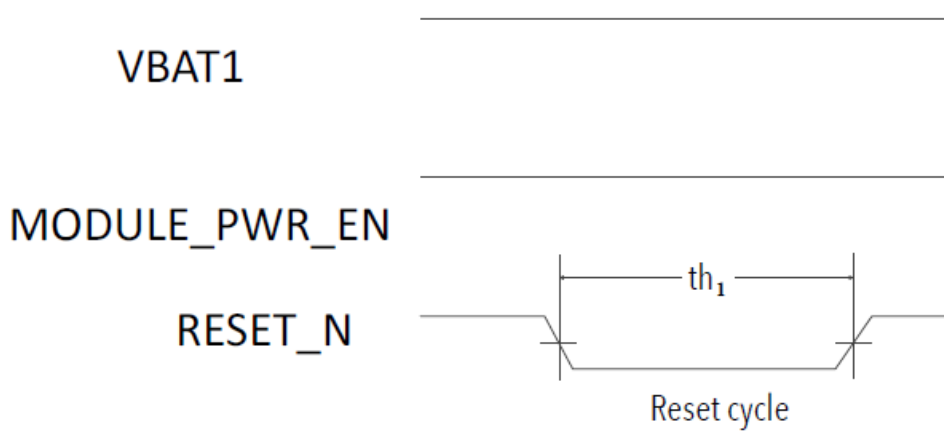 VBAT1
MODULE_PWR_EN
th₁
RESET_N
Reset cycle